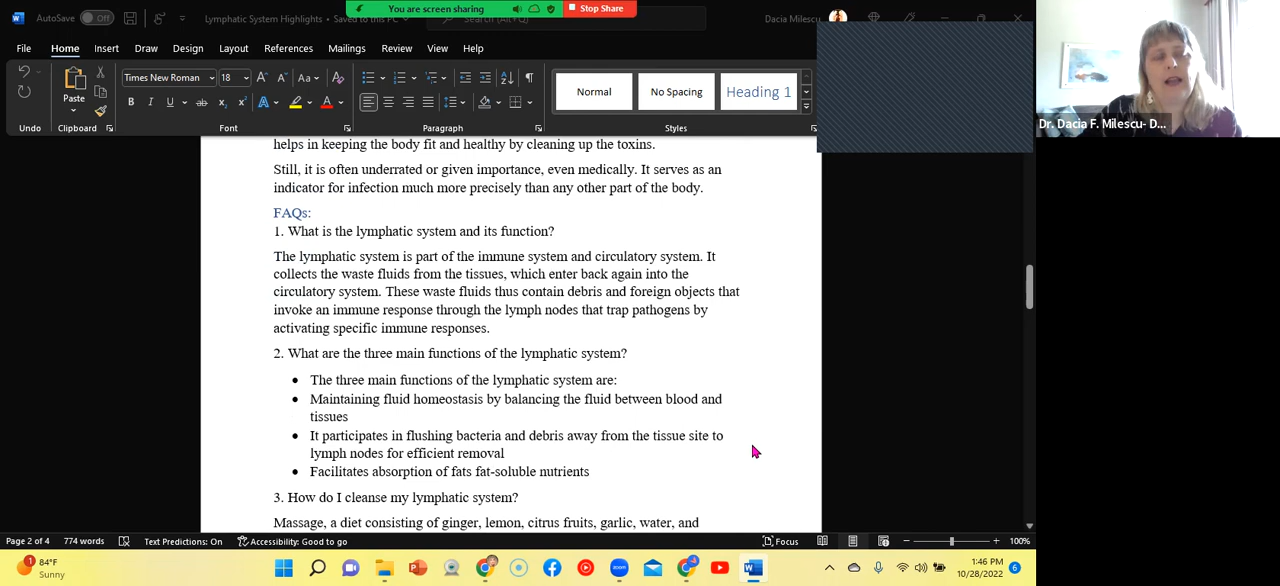 You are screen sharing
Stop Share
AutoSave Off
Lymphatic System Highlights - Saved to this PC
Search (Alt+Q)
Dacia Milescu
File Home Insert Draw Design Layout References Mailings Review View Help
Paste
Times New Roman 18
Normal No Spacing Heading 1
Undo Clipboard Font Paragraph Styles
Dr. Dacia F. Milescu- D...
helps in keeping the body fit and healthy by cleaning up the toxins.
Still, it is often underrated or given importance, even medically. It serves as an
indicator for infection much more precisely than any other part of the body.
FAQs:
1. What is the lymphatic system and its function?
The lymphatic system is part of the immune system and circulatory system. It
collects the waste fluids from the tissues, which enter back again into the
circulatory system. These waste fluids thus contain debris and foreign objects that
invoke an immune response through the lymph nodes that trap pathogens by
activating specific immune responses.
2. What are the three main functions of the lymphatic system?
• The three main functions of the lymphatic system are:
• Maintaining fluid homeostasis by balancing the fluid between blood and
tissues
• It participates in flushing bacteria and debris away from the tissue site to
lymph nodes for efficient removal
• Facilitates absorption of fats fat-soluble nutrients
3. How do I cleanse my lymphatic system?
Massage, a diet consisting of ginger, lemon, citrus fruits, garlic, water, and
Page 2 of 4 774 words Text Predictions: On Accessibility: Good to go Focus 100%
84°F
Sunny
1:46 PM
10/28/2022